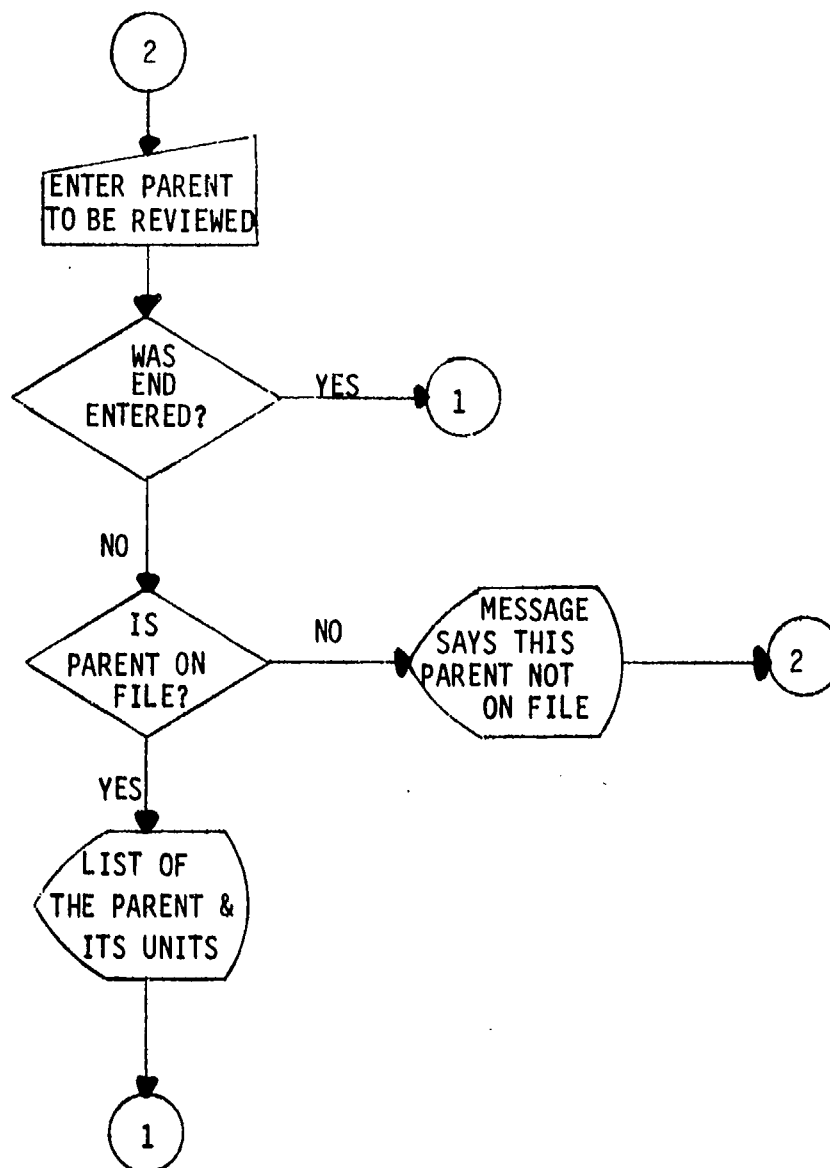 2
ENTER PARENT
TO BE REVIEWED
WAS
END
ENTERED?
YES
1
NO
IS
PARENT ON
FILE?
NO
MESSAGE
SAYS THIS
PARENT NOT
ON FILE
2
YES
LIST OF
THE PARENT &
ITS UNITS
1